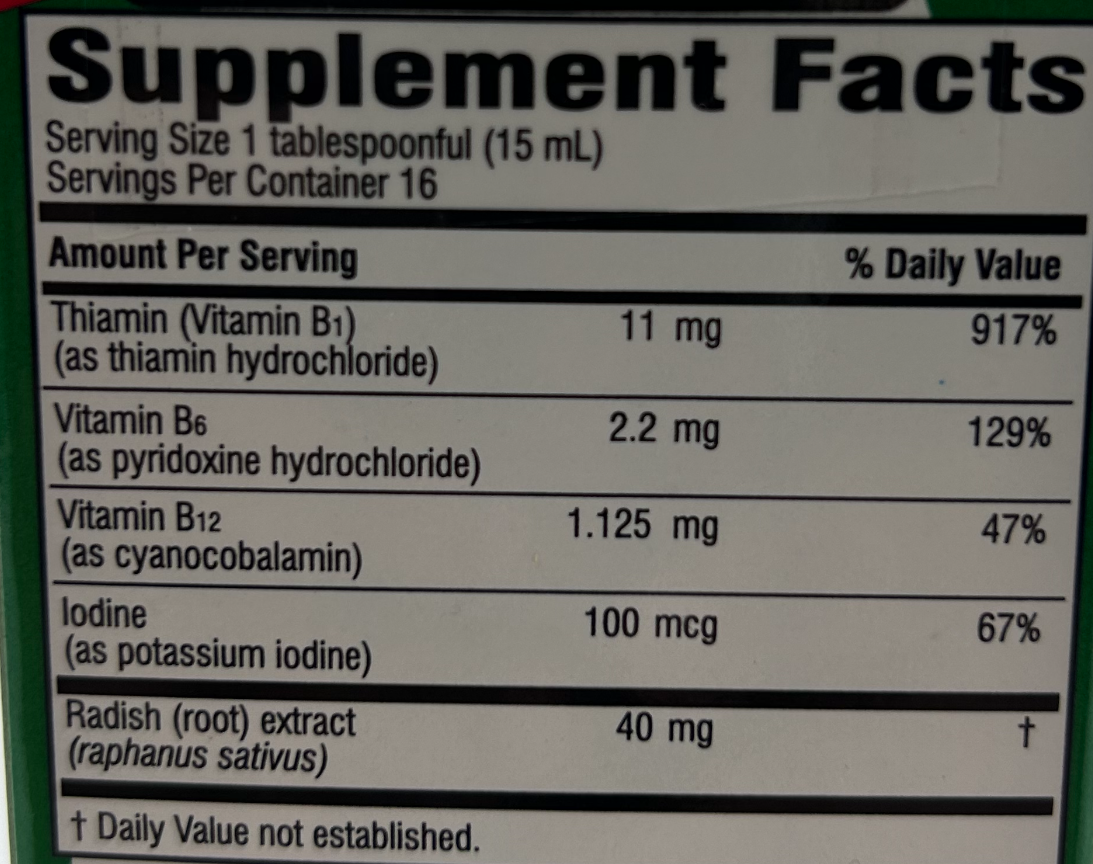 Supplement Facts
Serving Size 1 tablespoonful (15 mL)
Servings Per Container 16
Amount Per Serving % Daily Value
Thiamin (Vitamin B1) 11 mg 917%
(as thiamin hydrochloride)
Vitamin B6 2.2 mg 129%
(as pyridoxine hydrochloride)
Vitamin B12 1.125 mg 47%
(as cyanocobalamin)
Iodine 100 mcg 67%
(as potassium iodine)
Radish (root) extract 40 mg †
(raphanus sativus)
† Daily Value not established.